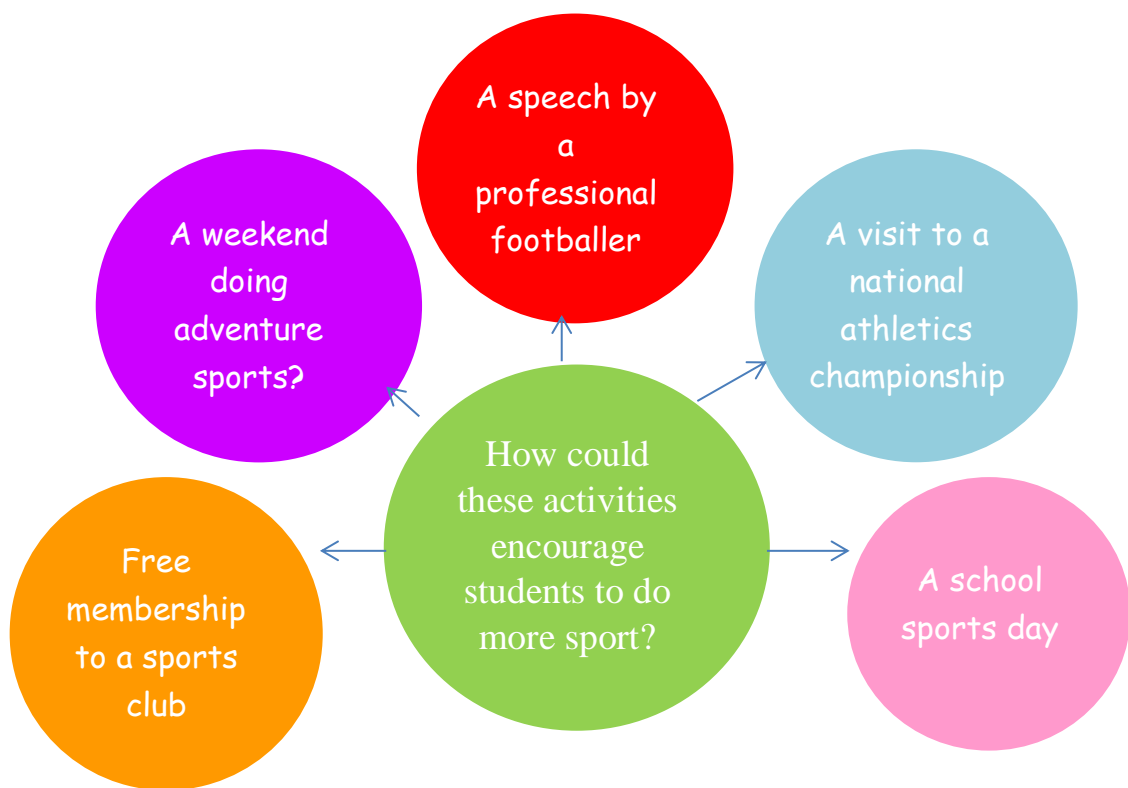 A speech by
a
professional
footballer
A weekend
doing
adventure
sports?
A visit to a
national
athletics
championship
How could
these activities
encourage
students to do
more sport?
Free
membership
to a sports
club
A school
sports day